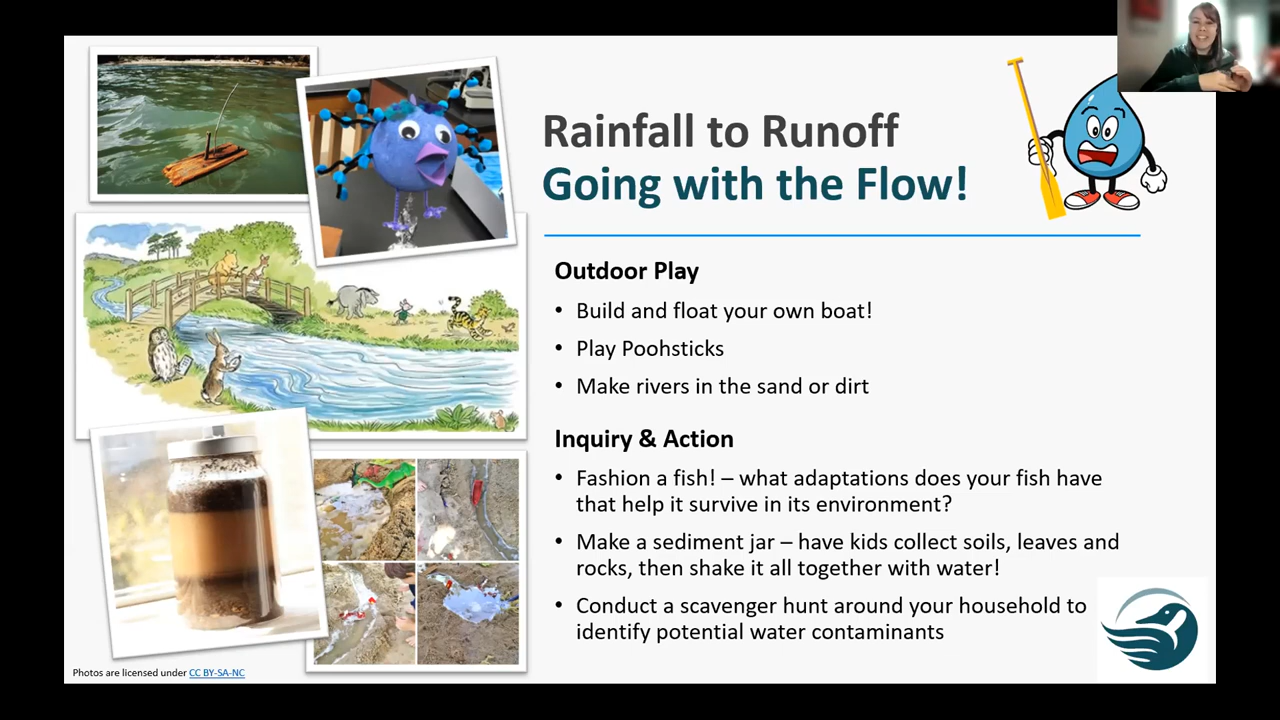 Rainfall to Runoff
Going with the Flow!
Outdoor Play
• Build and float your own boat!
• Play Poohsticks
• Make rivers in the sand or dirt
Inquiry & Action
• Fashion a fish! – what adaptations does your fish have
that help it survive in its environment?
• Make a sediment jar – have kids collect soils, leaves and
rocks, then shake it all together with water!
• Conduct a scavenger hunt around your household to
identify potential water contaminants
Photos are licensed under CC BY-SA-NC